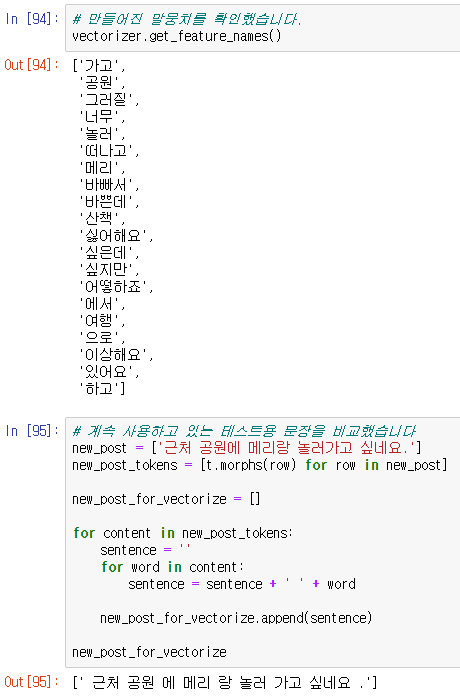 In [94]: # 만들어진 말뭉치를 확인했습니다.
vectorizer.get_feature_names()
Out[94]: ['가고',
'공원',
'그러질',
'너무',
'놀러',
'떠나고',
'메리',
'바빠서',
'바쁜데',
'산책',
'싫어해요',
'싶은데',
'싶지만',
'어떻하죠',
'에서',
'여행',
'으로',
'이상해요',
'있어요',
'하고']
In [95]: # 계속 사용하고 있는 테스트용 문장을 비교했습니다
new_post = ['근처 공원에 메리랑 놀러가고 싶네요.']
new_post_tokens = [t.morphs(row) for row in new_post]
new_post_for_vectorize = []
for content in new_post_tokens:
    sentence = ''
    for word in content:
        sentence = sentence + ' ' + word
    new_post_for_vectorize.append(sentence)
new_post_for_vectorize
Out[95]: [' 근처 공원 에 메리 랑 놀러 가고 싶네요 .']